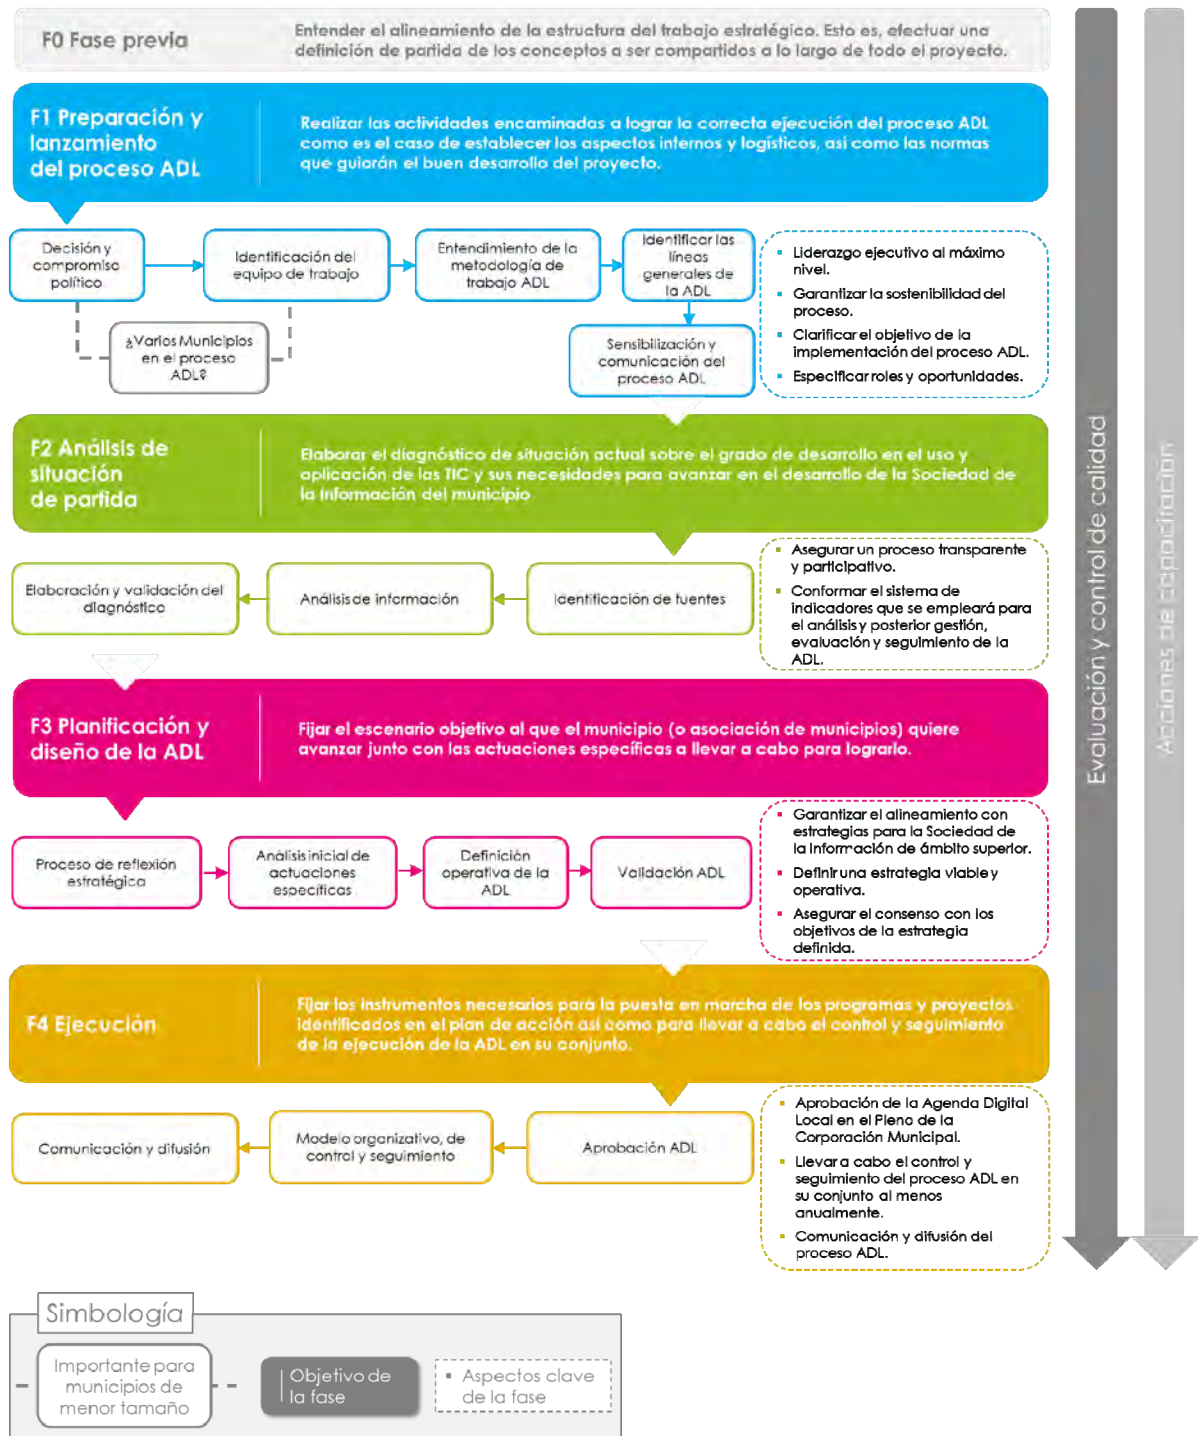 F0 Fase previa
Entender el alineamiento de la estructura del trabajo estratégico. Esto es, efectuar una
definición de partida de los conceptos a ser compartidos a lo largo de todo el proyecto.
F1 Preparación y
lanzamiento
del proceso ADL
Realizar las actividades encaminadas a lograr la correcta ejecución del proceso ADL
como es el caso de establecer los aspectos internos y logísticos, así como las normas
que guiarán el buen desarrollo del proyecto.
Decisión y
compromiso
político
Identificación del
equipo de trabajo
Entendimiento de la
metodología de
trabajo ADL
Identificar las
líneas
generales de
la ADL
¿Varios Municipios
en el proceso
ADL?
Sensibilización y
comunicación del
proceso ADL
▪ Liderazgo ejecutivo al máximo
nivel.
▪ Garantizar la sostenibilidad del
proceso.
▪ Clarificar el objetivo de la
implementación del proceso ADL.
▪ Especificar roles y oportunidades.
F2 Análisis de
situación
de partida
Elaborar el diagnóstico de situación actual sobre el grado de desarrollo en el uso y
aplicación de las TIC y sus necesidades para avanzar en el desarrollo de la Sociedad de
la Información del municipio
Elaboración y validación del
diagnóstico
Análisis de información
Identificación de fuentes
▪ Asegurar un proceso transparente
y participativo.
▪ Conformar el sistema de
indicadores que se empleará para
el análisis y posterior gestión,
evaluación y seguimiento de la
ADL.
F3 Planificación y
diseño de la ADL
Fijar el escenario objetivo al que el municipio (o asociación de municipios) quiere
avanzar junto con las actuaciones específicas a llevar a cabo para lograrlo.
Proceso de reflexión
estratégica
Análisis inicial de
actuaciones
específicas
Definición
operativa de la
ADL
Validación ADL
▪ Garantizar el alineamiento con
estrategias para la Sociedad de
la Información de ámbito superior.
▪ Definir una estrategia viable y
operativa.
▪ Asegurar el consenso con los
objetivos de la estrategia
definida.
F4 Ejecución
Fijar los instrumentos necesarios para la puesta en marcha de los programas y proyectos
identificados en el plan de acción así como para llevar a cabo el control y seguimiento
de la ejecución de la ADL en su conjunto.
Comunicación y difusión
Modelo organizativo, de
control y seguimiento
Aprobación ADL
▪ Aprobación de la Agenda Digital
Local en el Pleno de la
Corporación Municipal.
▪ Llevar a cabo el control y
seguimiento del proceso ADL en
su conjunto al menos
anualmente.
▪ Comunicación y difusión del
proceso ADL.
Evaluación y control de calidad
Acciones de capacitación
Simbología
Importante para
municipios de
menor tamaño
Objetivo de
la fase
▪ Aspectos clave
de la fase